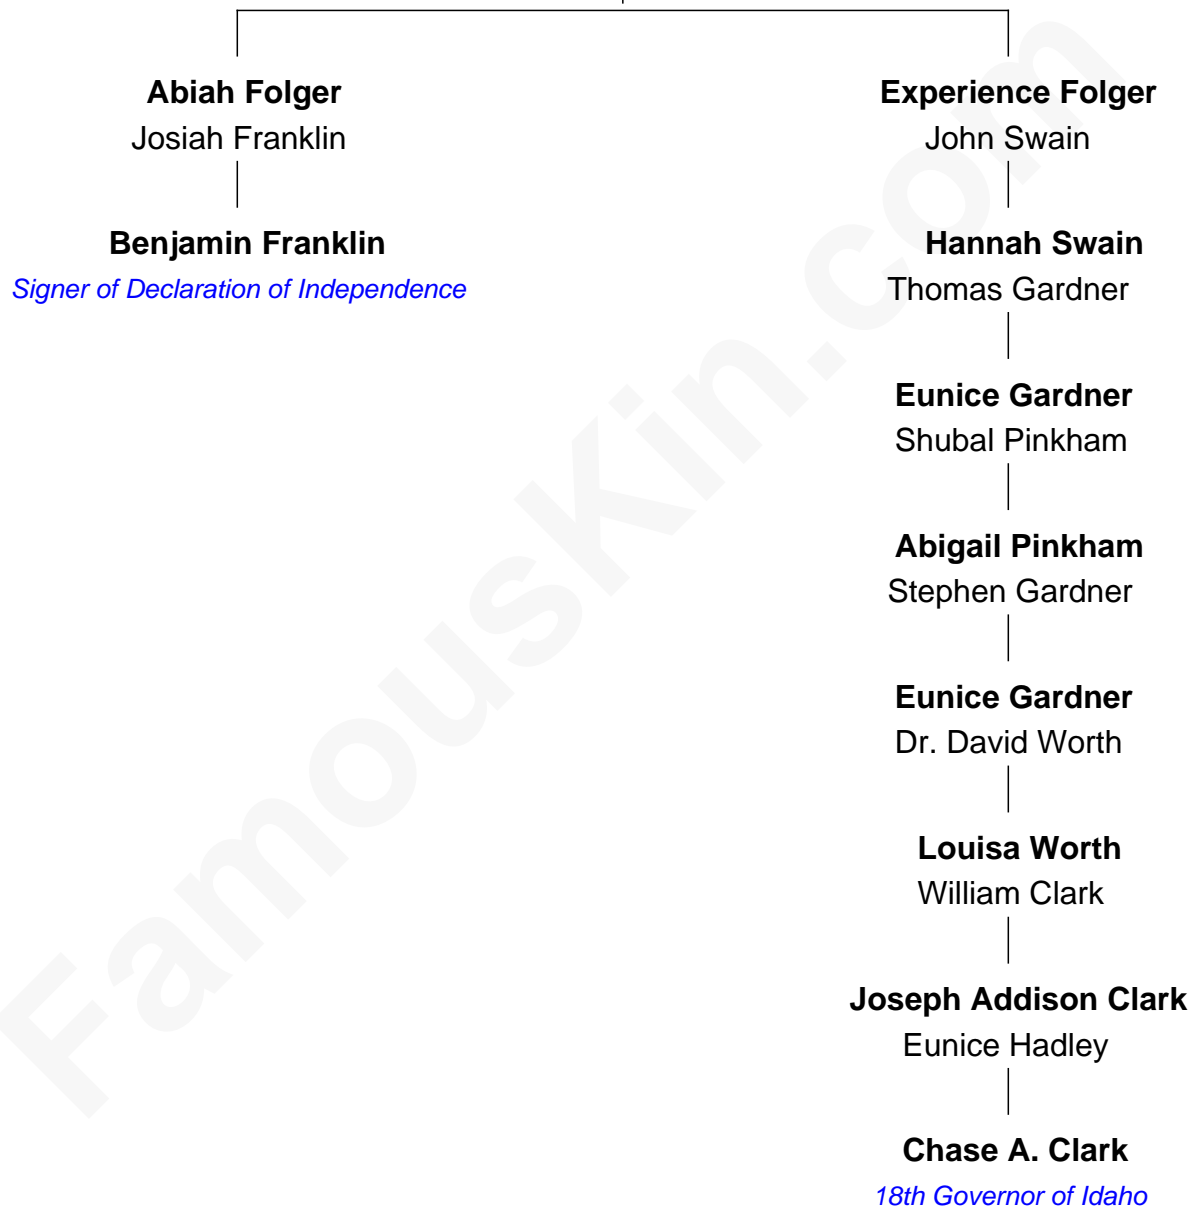 Abiah Folger
Josiah Franklin
Benjamin Franklin
Signer of Declaration of Independence
Experience Folger
John Swain
Hannah Swain
Thomas Gardner
Eunice Gardner
Shubal Pinkham
Abigail Pinkham
Stephen Gardner
Eunice Gardner
Dr. David Worth
Louisa Worth
William Clark
Joseph Addison Clark
Eunice Hadley
Chase A. Clark
18th Governor of Idaho
FamousKin.com